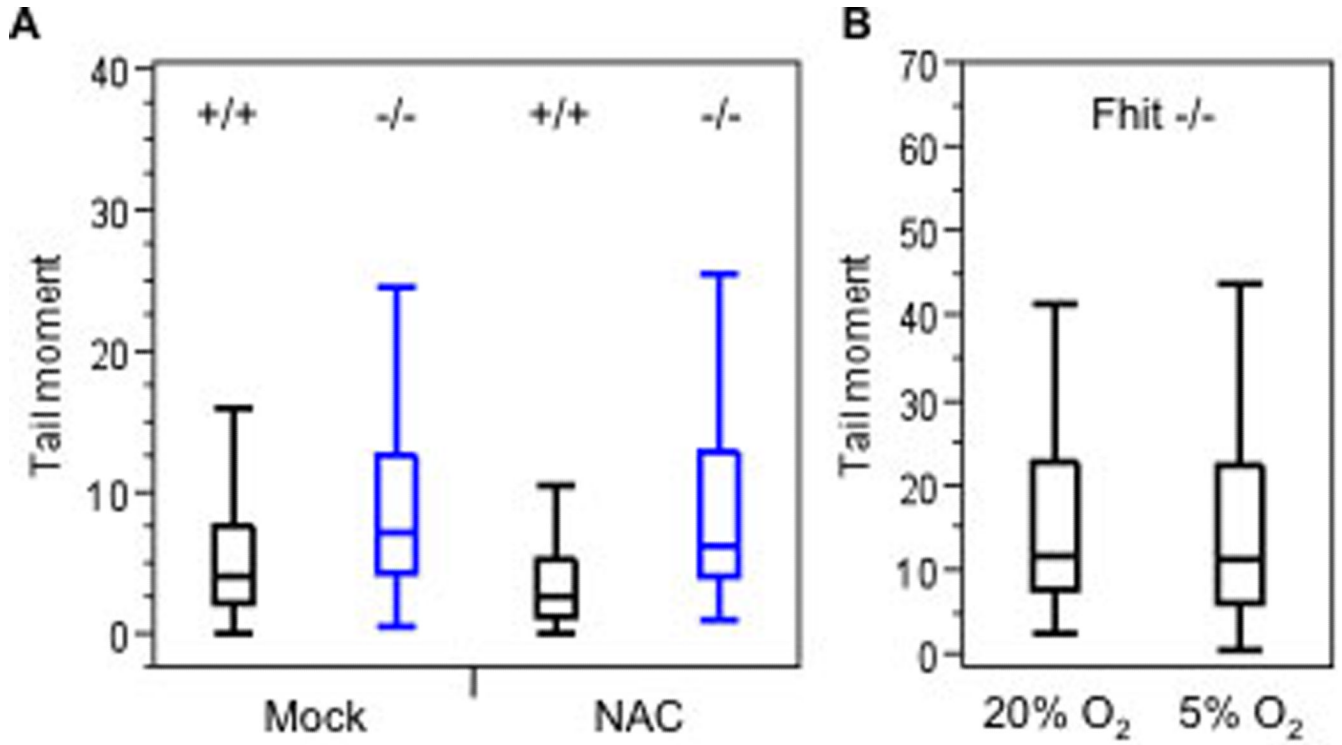 A
Tail moment
40
30
20
10
0
+/+ -/- +/+ -/-
Mock NAC
B
Tail moment
70
60
50
40
30
20
10
0
Fhit -/-
20% O₂ 5% O₂